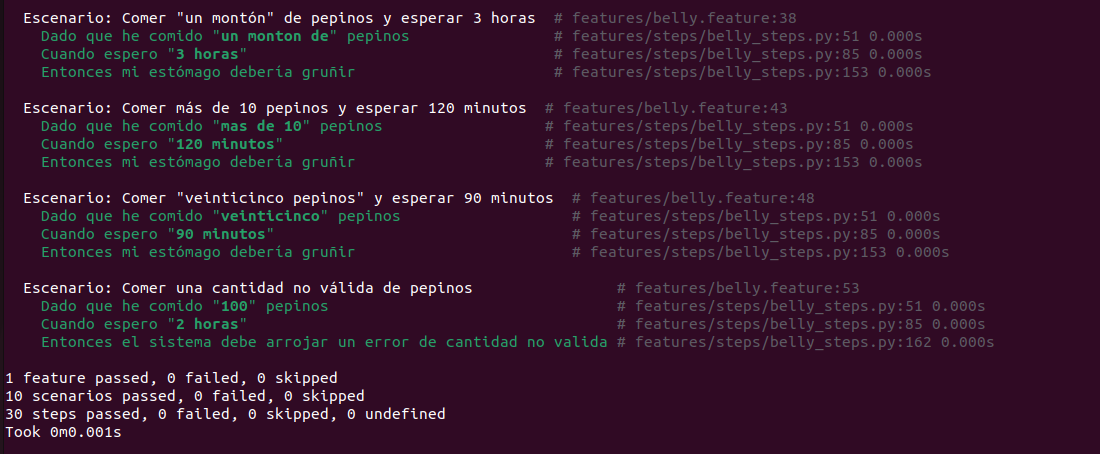 Escenario: Comer "un montón" de pepinos y esperar 3 horas # features/belly.feature:38
Dado que he comido "un monton de" pepinos # features/steps/belly_steps.py:51 0.000s
Cuando espero "3 horas" # features/steps/belly_steps.py:85 0.000s
Entonces mi estómago debería gruñir # features/steps/belly_steps.py:153 0.000s
Escenario: Comer más de 10 pepinos y esperar 120 minutos # features/belly.feature:43
Dado que he comido "mas de 10" pepinos # features/steps/belly_steps.py:51 0.000s
Cuando espero "120 minutos" # features/steps/belly_steps.py:85 0.000s
Entonces mi estómago debería gruñir # features/steps/belly_steps.py:153 0.000s
Escenario: Comer "veinticinco pepinos" y esperar 90 minutos # features/belly.feature:48
Dado que he comido "veinticinco" pepinos # features/steps/belly_steps.py:51 0.000s
Cuando espero "90 minutos" # features/steps/belly_steps.py:85 0.000s
Entonces mi estómago debería gruñir # features/steps/belly_steps.py:153 0.000s
Escenario: Comer una cantidad no válida de pepinos # features/belly.feature:53
Dado que he comido "100" pepinos # features/steps/belly_steps.py:51 0.000s
Cuando espero "2 horas" # features/steps/belly_steps.py:85 0.000s
Entonces el sistema debe arrojar un error de cantidad no valida # features/steps/belly_steps.py:162 0.000s
1 feature passed, 0 failed, 0 skipped
10 scenarios passed, 0 failed, 0 skipped
30 steps passed, 0 failed, 0 skipped, 0 undefined
Took 0m0.001s